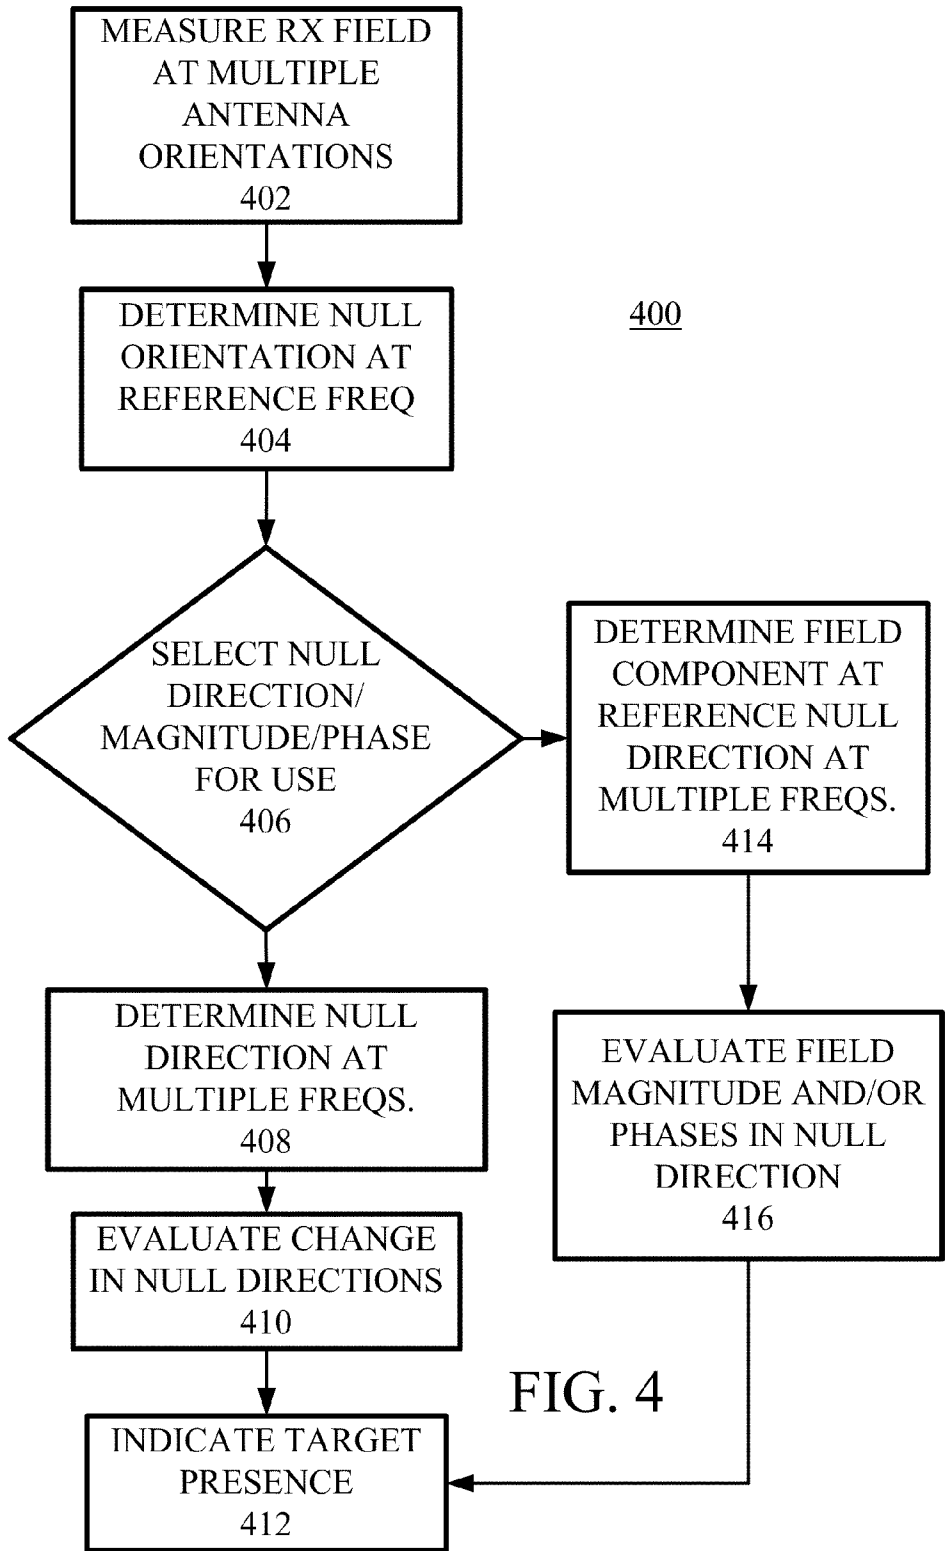 MEASURE RX FIELD
AT MULTIPLE
ANTENNA
ORIENTATIONS
402
DETERMINE NULL
ORIENTATION AT
REFERENCE FREQ
404
400
SELECT NULL
DIRECTION/
MAGNITUDE/PHASE
FOR USE
406
DETERMINE FIELD
COMPONENT AT
REFERENCE NULL
DIRECTION AT
MULTIPLE FREQS.
414
DETERMINE NULL
DIRECTION AT
MULTIPLE FREQS.
408
EVALUATE FIELD
MAGNITUDE AND/OR
PHASES IN NULL
DIRECTION
416
EVALUATE CHANGE
IN NULL DIRECTIONS
410
INDICATE TARGET
PRESENCE
412
FIG. 4